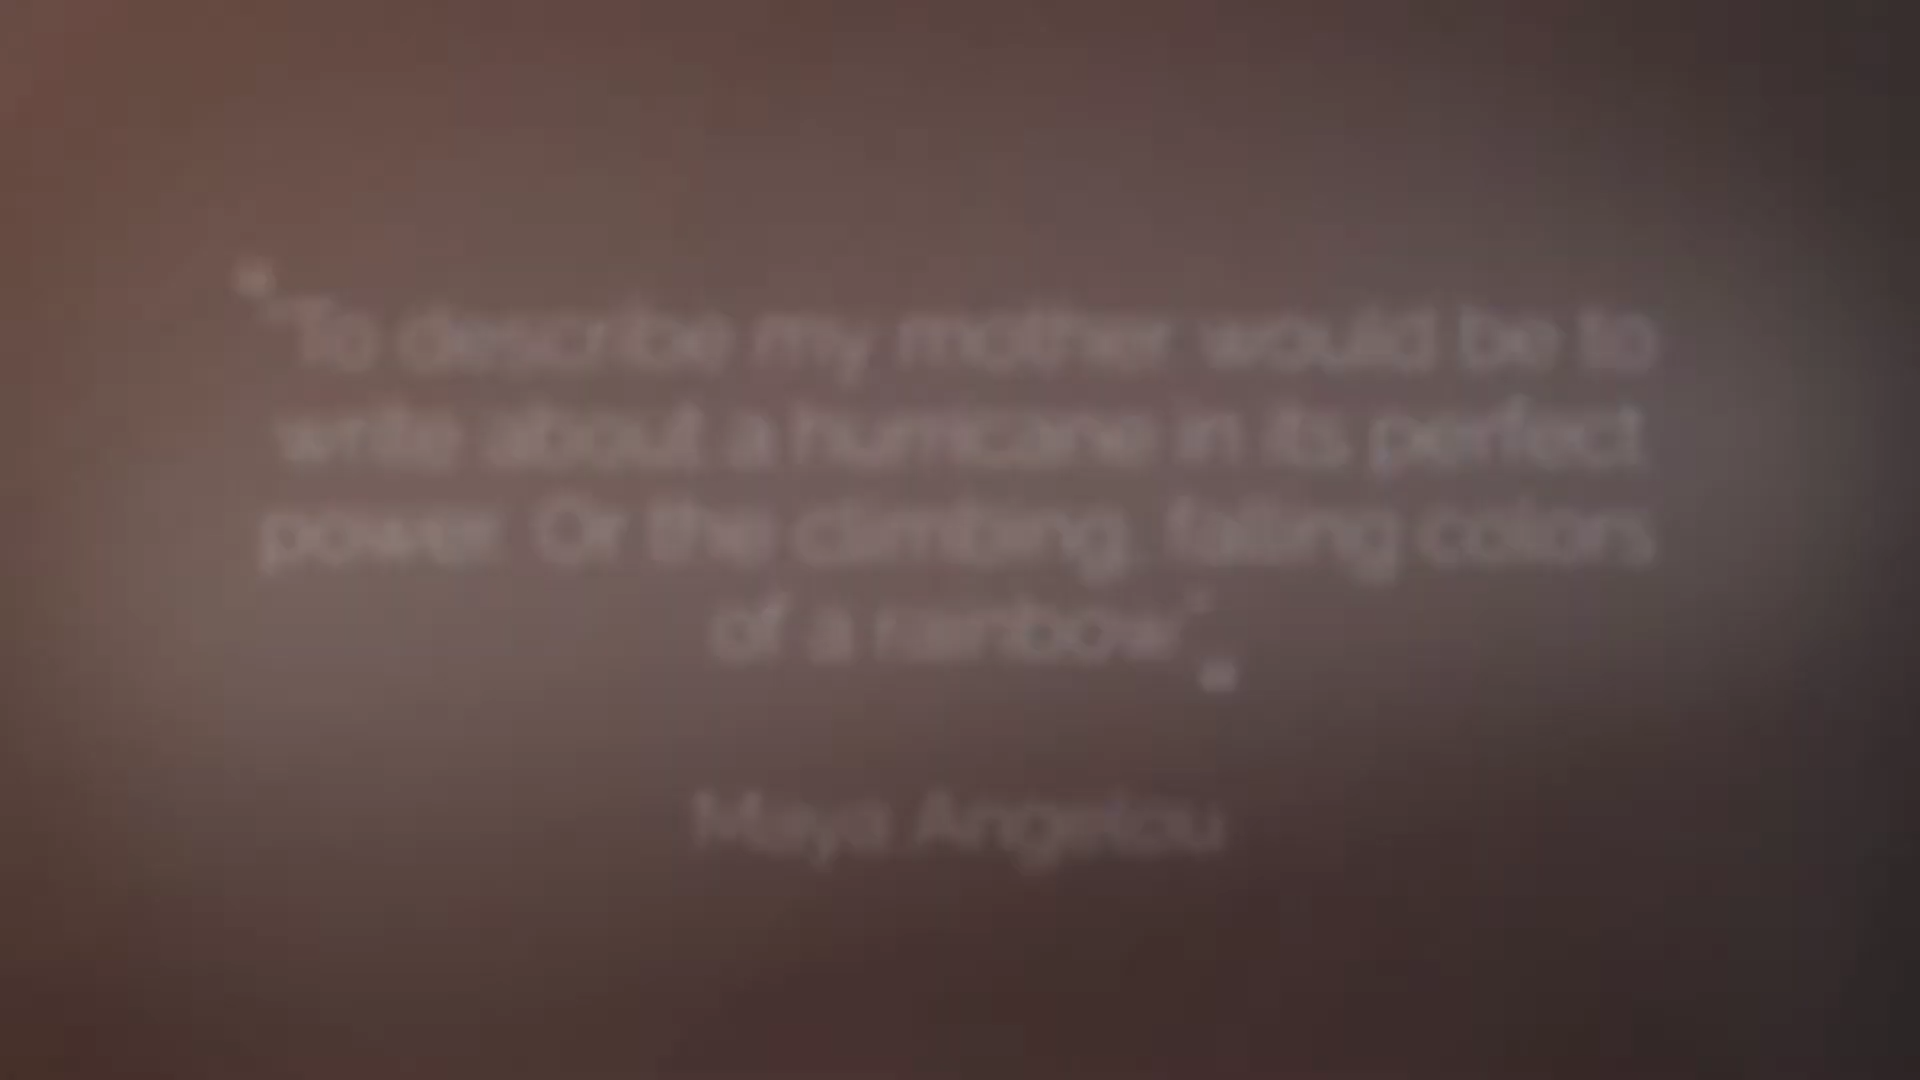 "To describe my mother would be to
write about a hurricane in its perfect
power. Or the climbing, falling colors
of a rainbow"
Maya Angelou